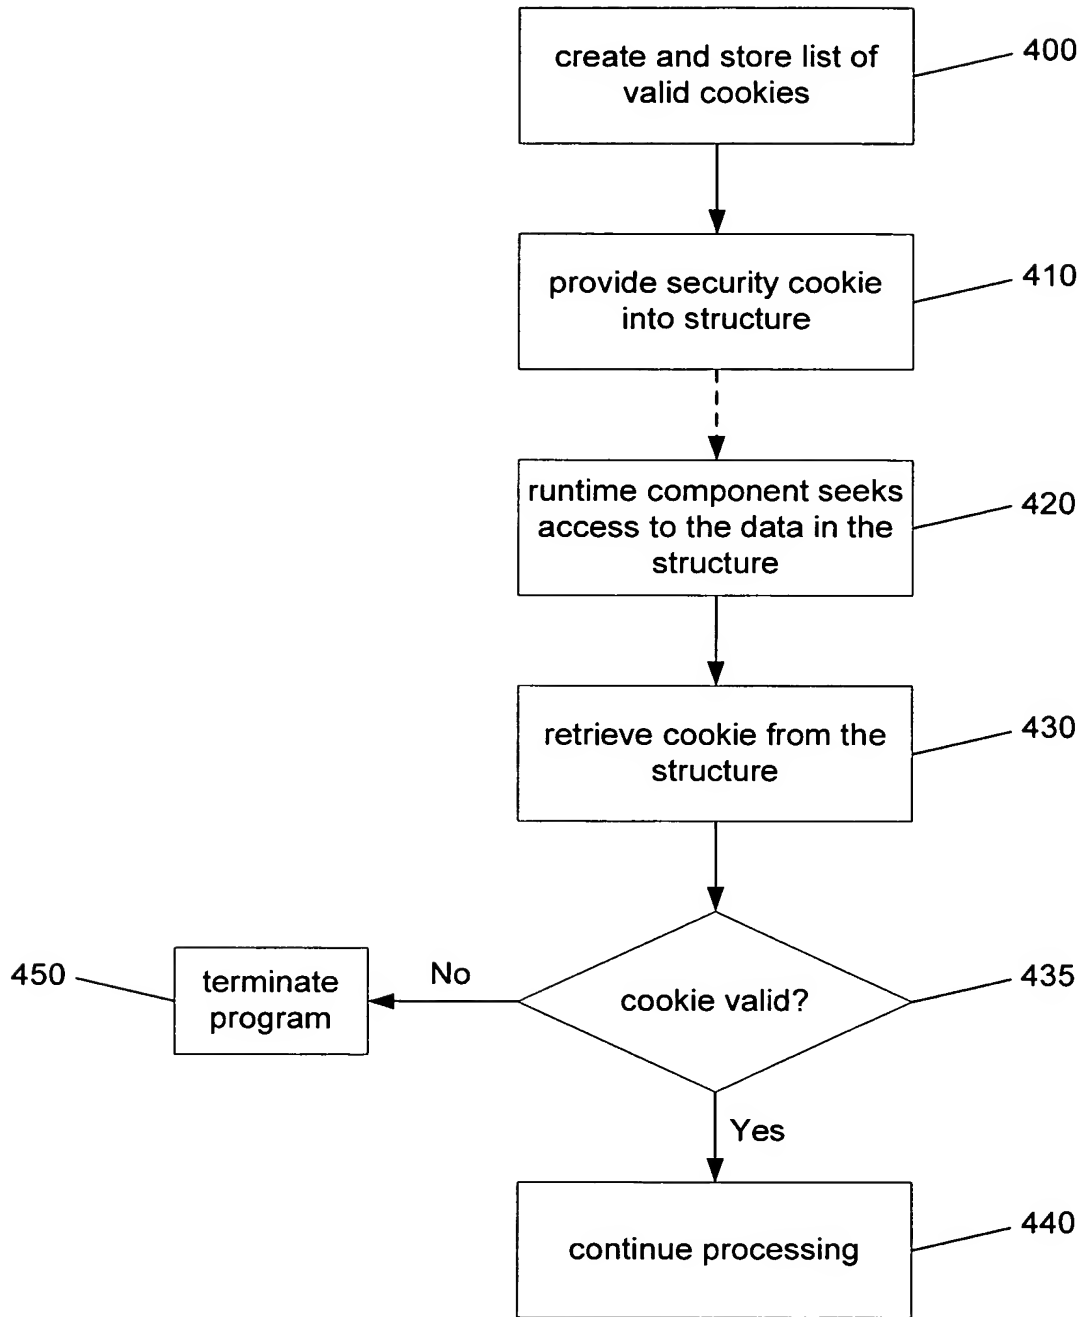 create and store list of
valid cookies
400
provide security cookie
into structure
410
runtime component seeks
access to the data in the
structure
420
retrieve cookie from the
structure
430
cookie valid?
435
No
450
terminate
program
Yes
continue processing
440